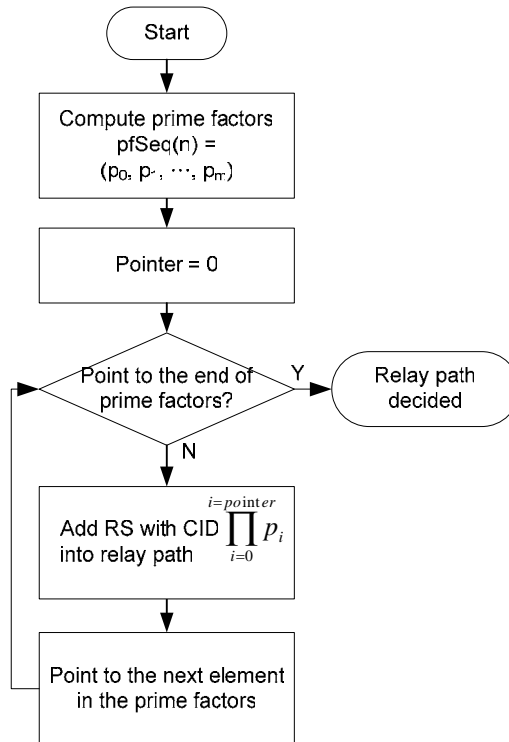 Start
Compute prime factors
pfSeq(n) =
(p₀, p₁, ⋯, pₘ)
Pointer = 0
Point to the end of
prime factors?
Y
Relay path
decided
N
Add RS with CID ∏_{i=0}^{i=pointer} p_i
into relay path
Point to the next element
in the prime factors